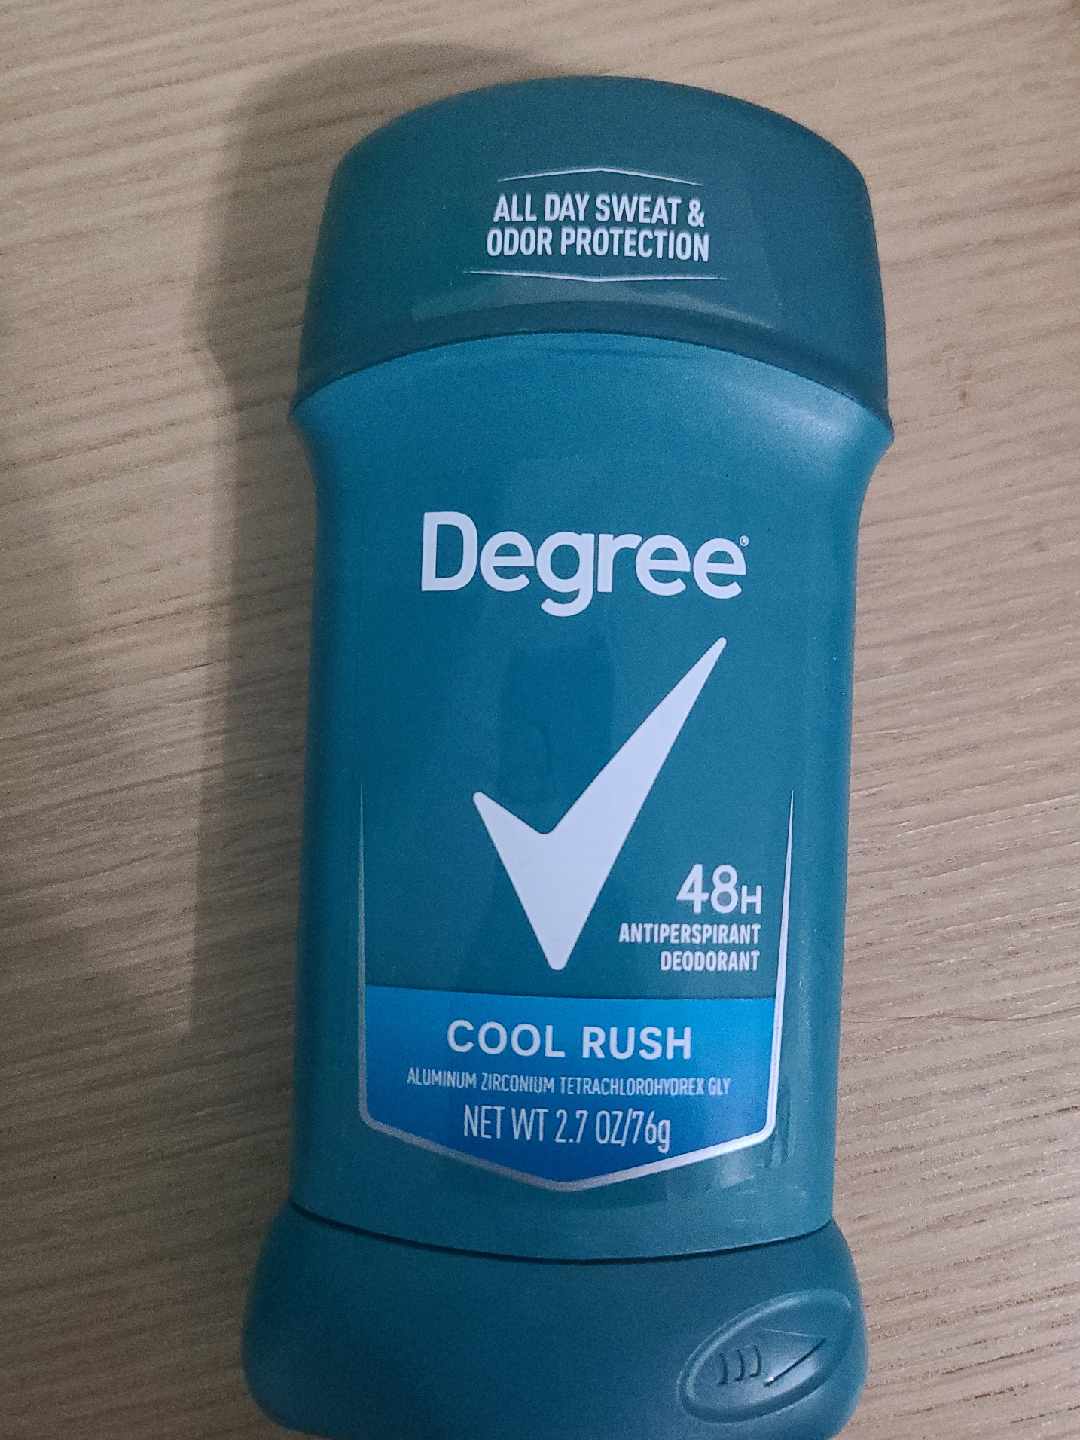 ALL DAY SWEAT &
ODOR PROTECTION
Degree®
48H
ANTIPERSPIRANT
DEODORANT
COOL RUSH
ALUMINUM ZIRCONIUM TETRACHLOROHYDREX GLY
NET WT 2.7 OZ/76g